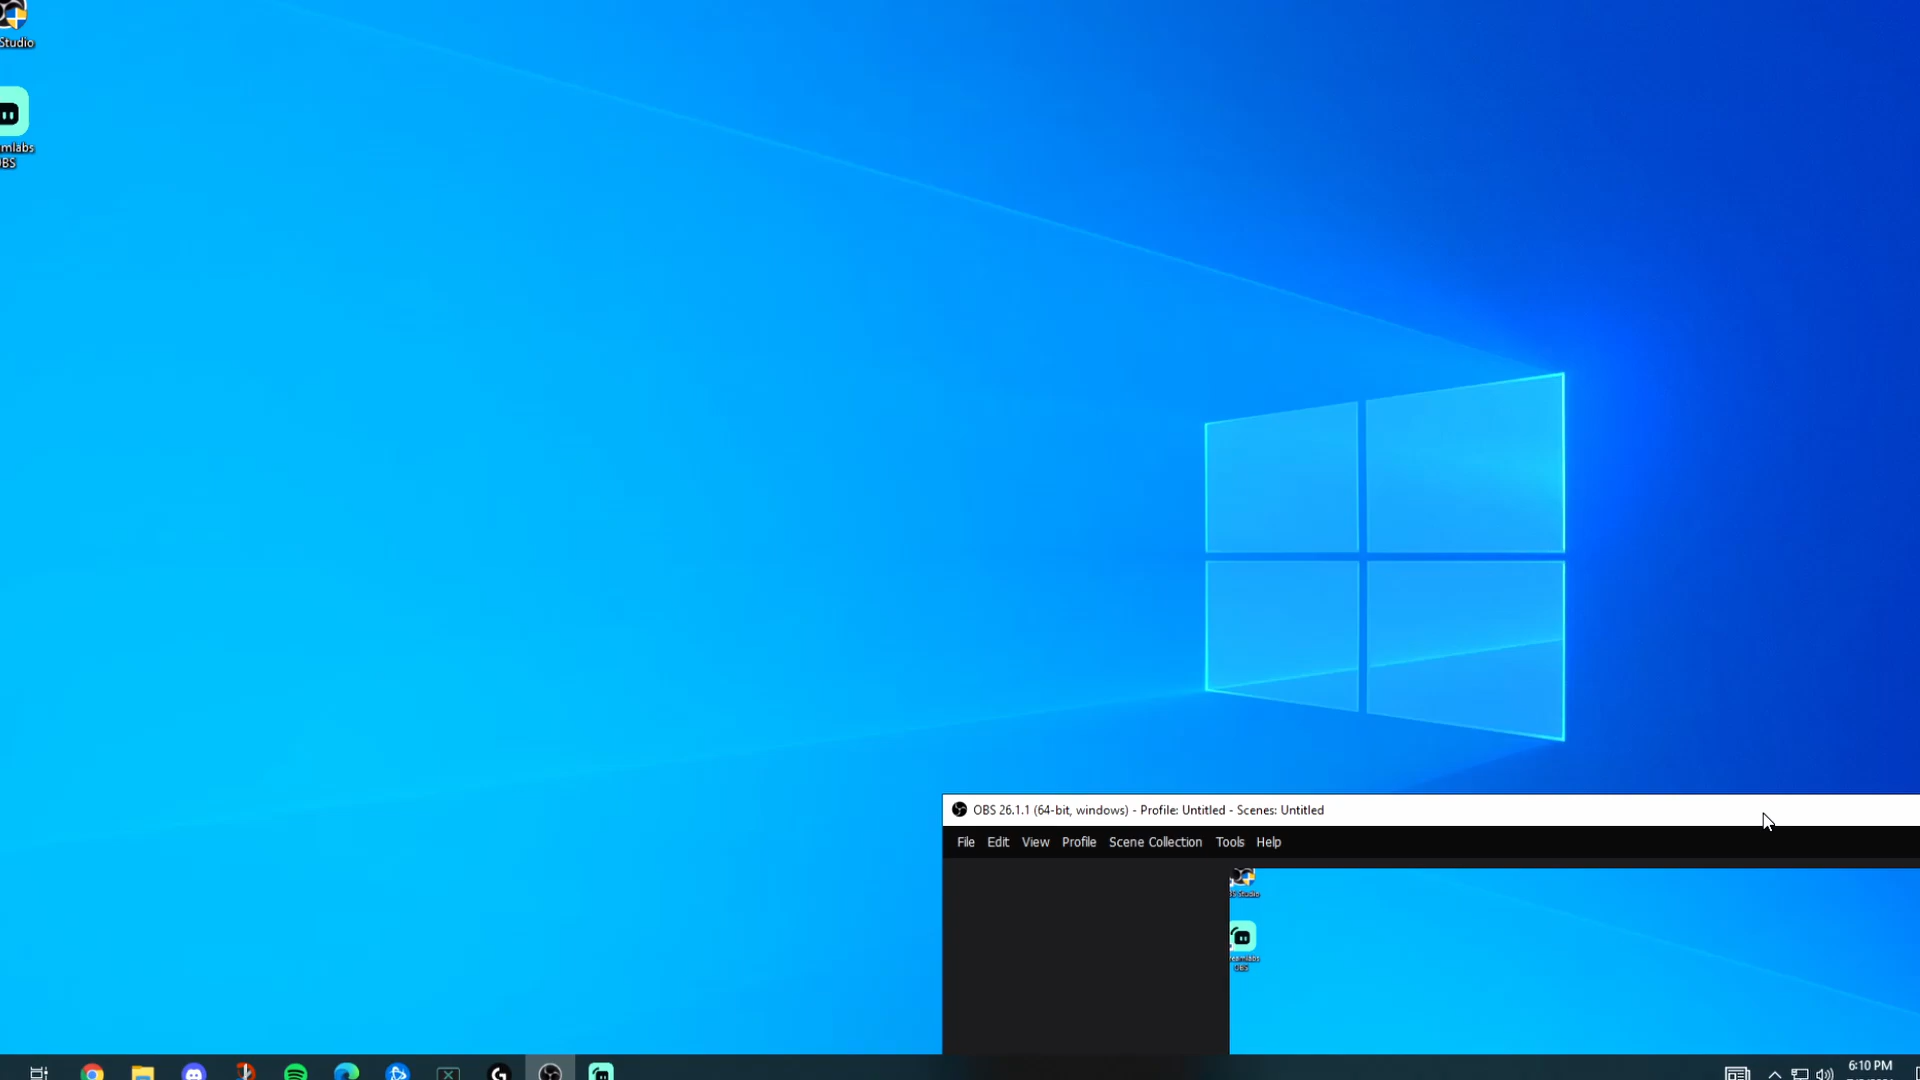 Studio
OBS 26.1.1 (64-bit, windows) - Profile: Untitled - Scenes: Untitled
File Edit View Profile Scene Collection Tools Help
OBS
6:10 PM